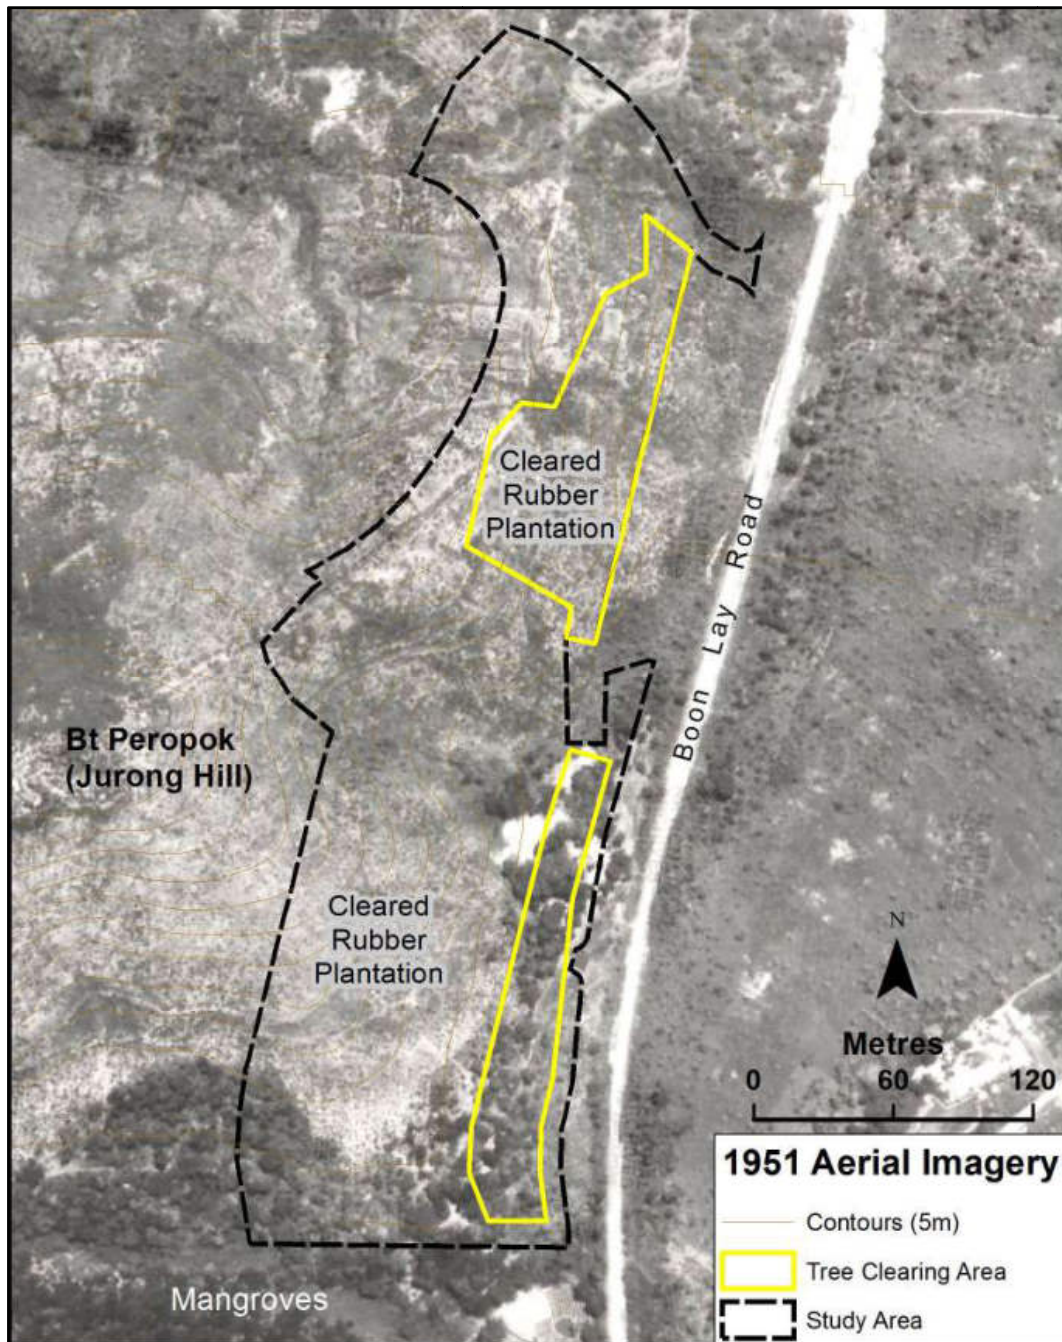 Cleared
Rubber
Plantation
Boon Lay Road
Bt Peropok
(Jurong Hill)
Cleared
Rubber
Plantation
N
Metres
0 60 120
1951 Aerial Imagery
Contours (5m)
Tree Clearing Area
Study Area
Mangroves